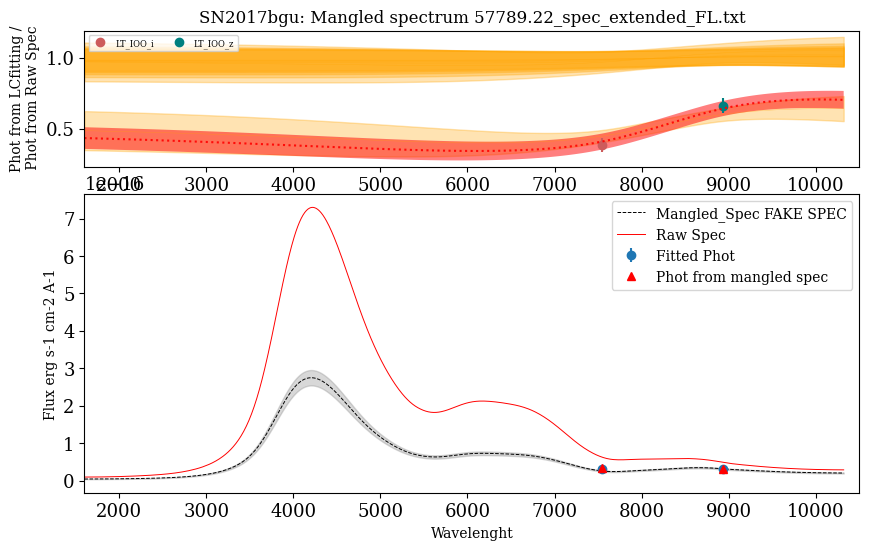 SN2017bgu: Mangled spectrum 57789.22_spec_extended_FL.txt
Phot from LCfitting /
Phot from Raw Spec
1.0
0.5
LT_IOO_i
LT_IOO_z
2000 3000 4000 5000 6000 7000 8000 9000 10000
1e-16
Flux erg s-1 cm-2 A-1
7
6
5
4
3
2
1
0
Mangled_Spec FAKE SPEC
Raw Spec
Fitted Phot
Phot from mangled spec
2000 3000 4000 5000 6000 7000 8000 9000 10000
Wavelenght